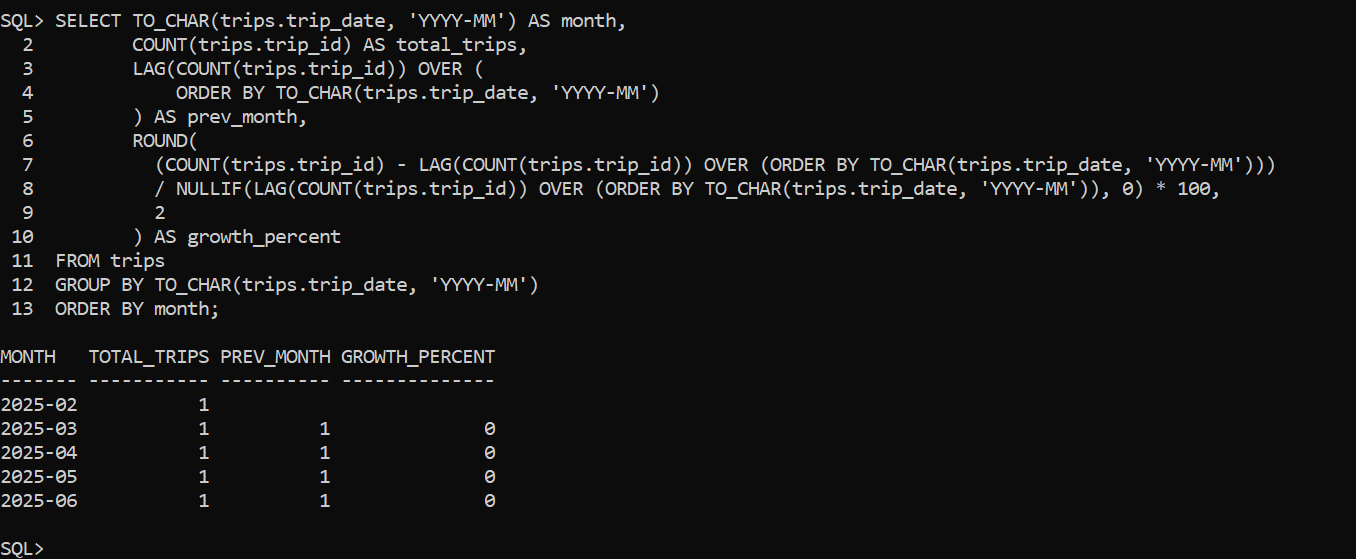 SQL> SELECT TO_CHAR(trips.trip_date, 'YYYY-MM') AS month,
  2         COUNT(trips.trip_id) AS total_trips,
  3         LAG(COUNT(trips.trip_id)) OVER (
  4             ORDER BY TO_CHAR(trips.trip_date, 'YYYY-MM')
  5         ) AS prev_month,
  6         ROUND(
  7           (COUNT(trips.trip_id) - LAG(COUNT(trips.trip_id)) OVER (ORDER BY TO_CHAR(trips.trip_date, 'YYYY-MM')))
  8           / NULLIF(LAG(COUNT(trips.trip_id)) OVER (ORDER BY TO_CHAR(trips.trip_date, 'YYYY-MM')), 0) * 100,
  9           2
 10         ) AS growth_percent
 11  FROM trips
 12  GROUP BY TO_CHAR(trips.trip_date, 'YYYY-MM')
 13  ORDER BY month;

MONTH   TOTAL_TRIPS PREV_MONTH GROWTH_PERCENT
------- ----------- ---------- --------------
2025-02           1
2025-03           1          1              0
2025-04           1          1              0
2025-05           1          1              0
2025-06           1          1              0

SQL>